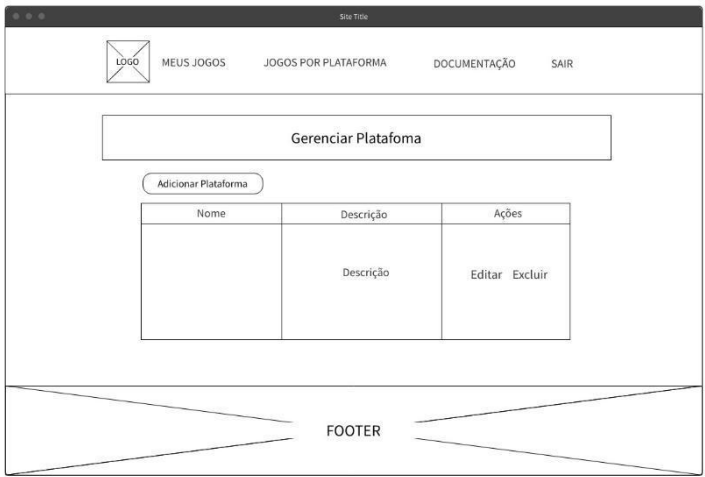 Site Title
LOGO MEUS JOGOS JOGOS POR PLATAFORMA DOCUMENTAÇÃO SAIR
Gerenciar Platafoma
Adicionar Plataforma
Nome Descrição Ações
Descrição Editar Excluir
FOOTER